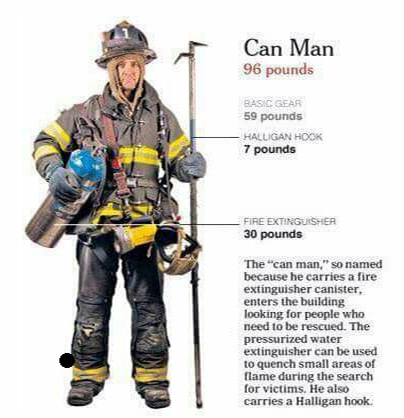 1
Can Man
96 pounds
BASIC GEAR
59 pounds
HALLIGAN HOOK
7 pounds
FIRE EXTINGUISHER
30 pounds
The “can man,” so named
because he carries a fire
extinguisher canister,
enters the building
looking for people who
need to be rescued. The
pressurized water
extinguisher can be used
to quench small areas of
flame during the search
for victims. He also
carries a Halligan hook.